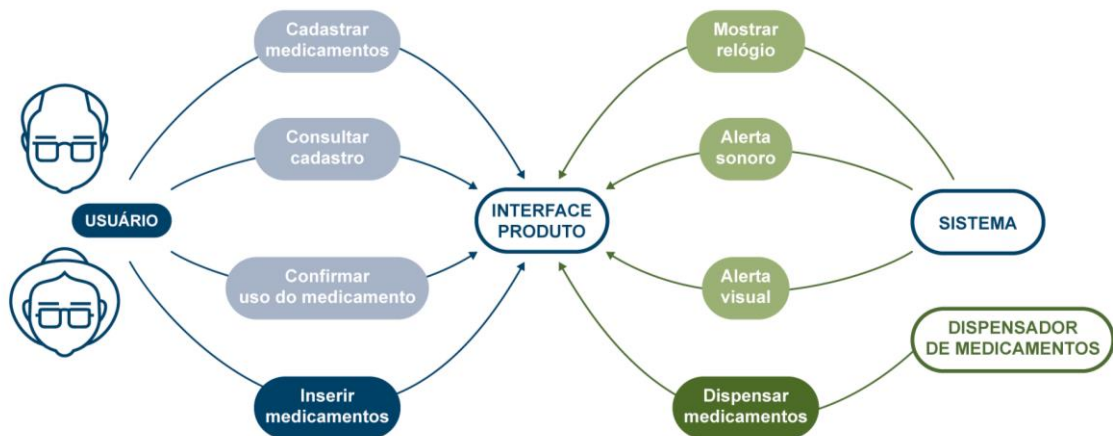 Cadastrar
medicamentos
Mostrar
relógio
Consultar
cadastro
Alerta
sonoro
USUÁRIO
INTERFACE
PRODUTO
SISTEMA
Confirmar
uso do medicamento
Alerta
visual
DISPENSADOR
DE MEDICAMENTOS
Inserir
medicamentos
Dispensar
medicamentos